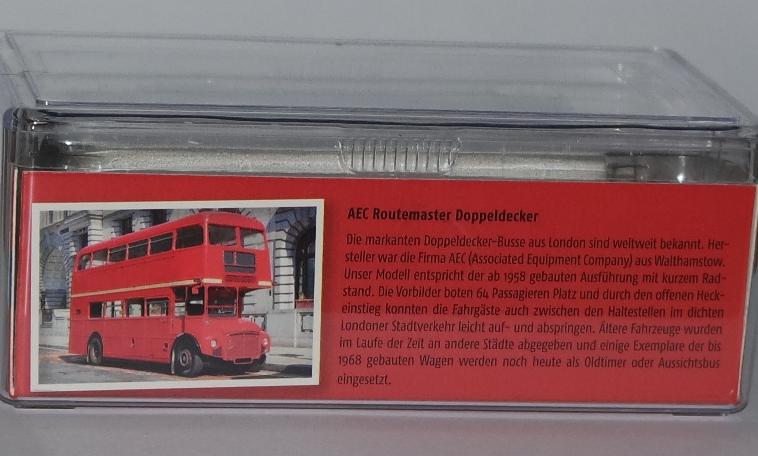 AEC Routemaster Doppeldecker
Die markanten Doppeldecker-Busse aus London sind weltweit bekannt. Her-
steller war die Firma AEC (Associated Equipment Company) aus Walthamstow.
Unser Modell entspricht der ab 1958 gebauten Ausführung mit kurzem Rad-
stand. Die Vorbilder boten 64 Passagieren Platz und durch den offenen Heck-
einstieg konnten die Fahrgäste auch zwischen den Haltestellen im dichten
Londoner Stadtverkehr leicht auf- und abspringen. Ältere Fahrzeuge wurden
im Laufe der Zeit an andere Städte abgegeben und einige Exemplare der bis
1968 gebauten Wagen werden noch heute als Oldtimer oder Aussichtsbus
eingesetzt.